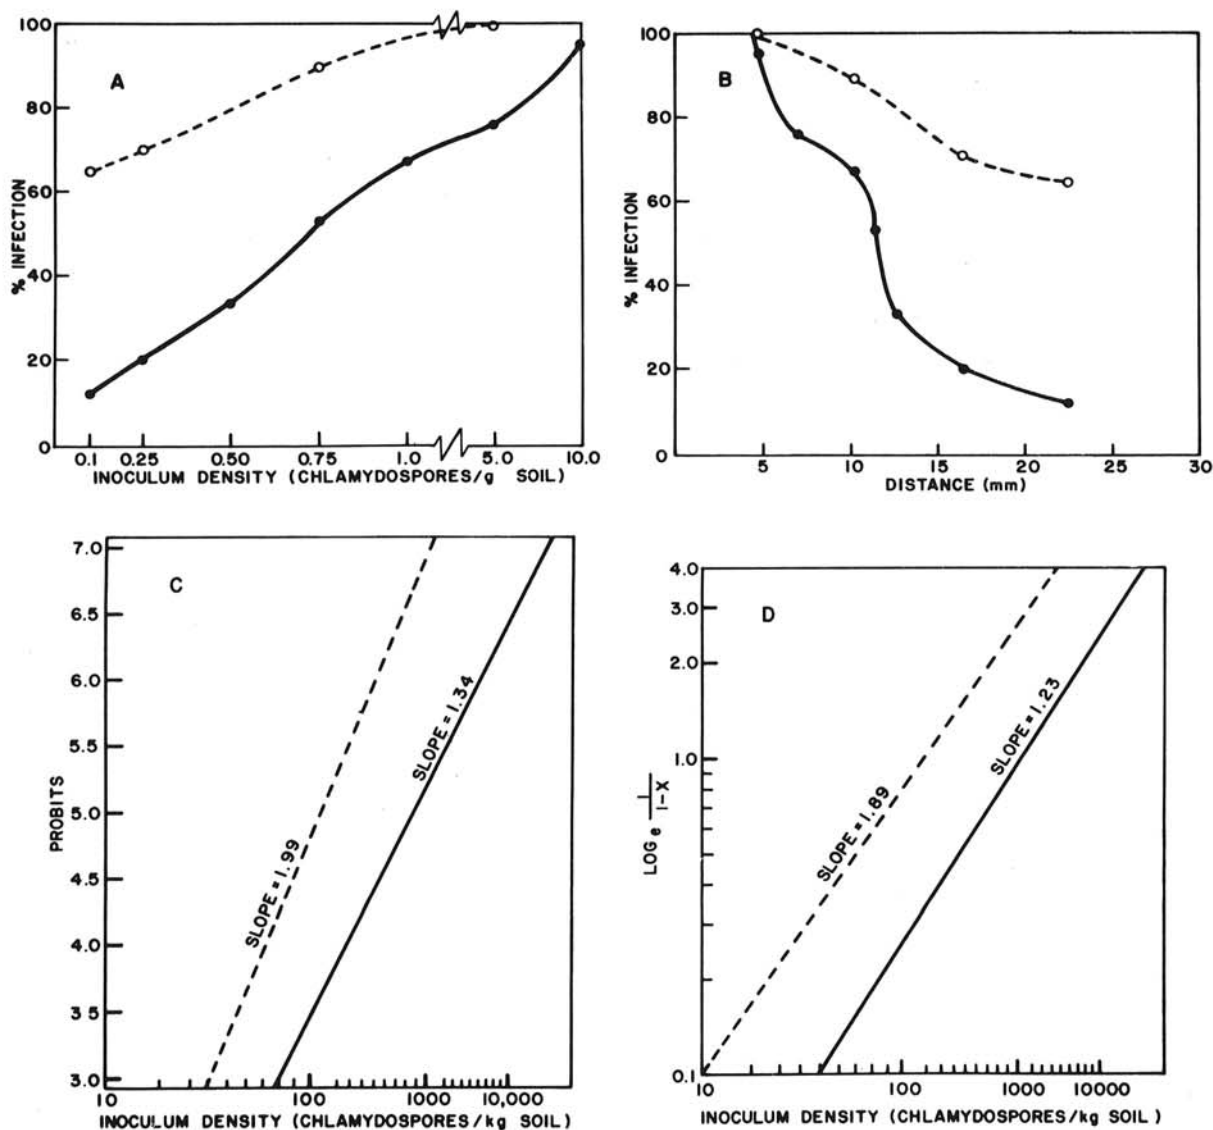 100
80
60
40
20
0
% INFECTION
A
0.1 0.25 0.50 0.75 1.0 5.0 10.0
INOCULUM DENSITY (CHLAMYDOSPORES/g SOIL)
100
80
60
40
20
0
% INFECTION
B
5 10 15 20 25 30
DISTANCE (mm)
7.0
6.5
6.0
5.5
5.0
4.5
4.0
3.5
3.0
PROBITS
C
SLOPE = 1.99
SLOPE = 1.34
10 100 1000 10,000
INOCULUM DENSITY (CHLAMYDOSPORES/kg SOIL)
4.0
3.0
2.0
1.0
0.1
LOG e 1/1-X
D
SLOPE = 1.89
SLOPE = 1.23
10 100 1000 10000
INOCULUM DENSITY (CHLAMYDOSPORES/kg SOIL)